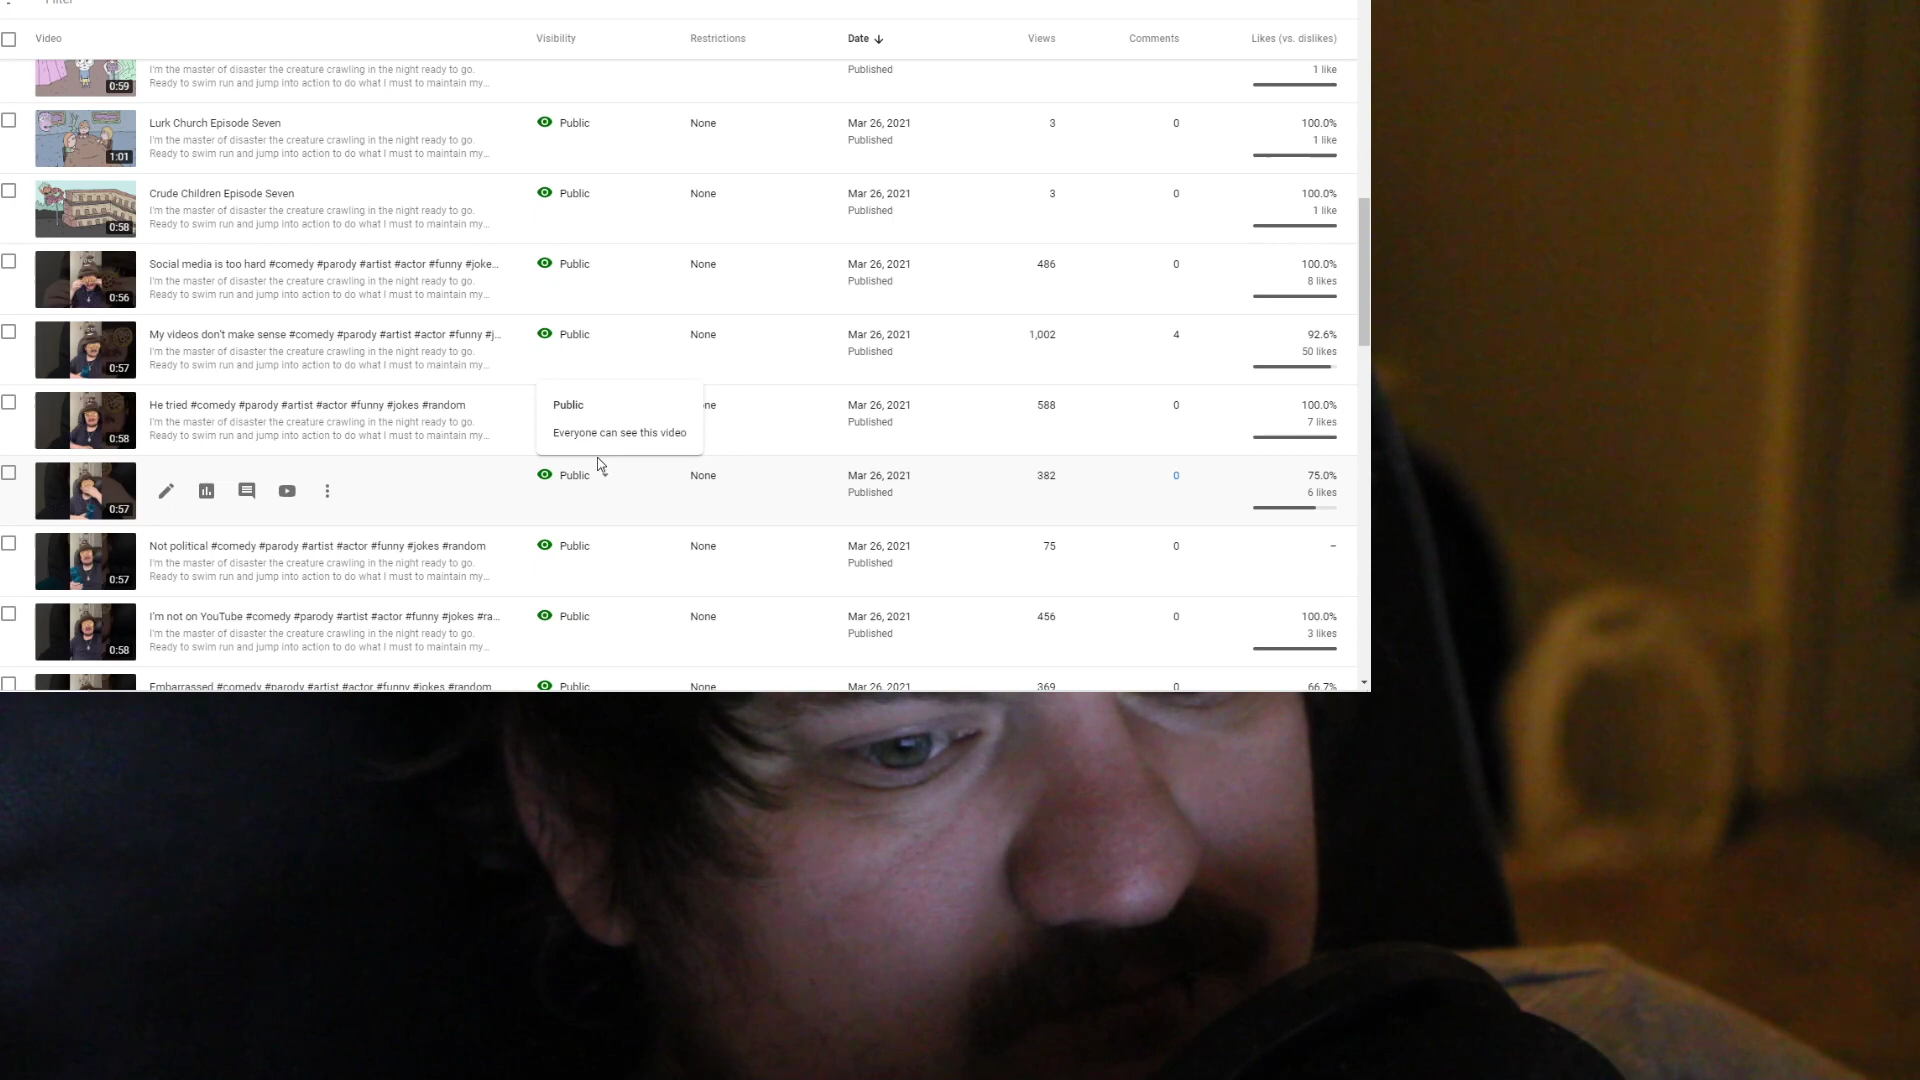 Filter
Video Visibility Restrictions Date Views Comments Likes (vs. dislikes)
I'm the master of disaster the creature crawling in the night ready to go. Published 1 like
0:59 Ready to swim run and jump into action to do what I must to maintain my...
Lurk Church Episode Seven Public None Mar 26, 2021 3 0 100.0%
I'm the master of disaster the creature crawling in the night ready to go. Published 1 like
1:01 Ready to swim run and jump into action to do what I must to maintain my...
Crude Children Episode Seven Public None Mar 26, 2021 3 0 100.0%
I'm the master of disaster the creature crawling in the night ready to go. Published 1 like
0:58 Ready to swim run and jump into action to do what I must to maintain my...
Social media is too hard #comedy #parody #artist #actor #funny #joke... Public None Mar 26, 2021 486 0 100.0%
I'm the master of disaster the creature crawling in the night ready to go. Published 8 likes
0:56 Ready to swim run and jump into action to do what I must to maintain my...
My videos don't make sense #comedy #parody #artist #actor #funny #j... Public None Mar 26, 2021 1,002 4 92.6%
I'm the master of disaster the creature crawling in the night ready to go. Published 50 likes
0:57 Ready to swim run and jump into action to do what I must to maintain my...
He tried #comedy #parody #artist #actor #funny #jokes #random Public one Mar 26, 2021 588 0 100.0%
I'm the master of disaster the creature crawling in the night ready to go. Published 7 likes
0:58 Ready to swim run and jump into action to do what I must to maintain my... Everyone can see this video
Public None Mar 26, 2021 382 0 75.0%
Published 6 likes
0:57
Not political #comedy #parody #artist #actor #funny #jokes #random Public None Mar 26, 2021 75 0 –
I'm the master of disaster the creature crawling in the night ready to go. Published
0:57 Ready to swim run and jump into action to do what I must to maintain my...
I'm not on YouTube #comedy #parody #artist #actor #funny #jokes #ra... Public None Mar 26, 2021 456 0 100.0%
I'm the master of disaster the creature crawling in the night ready to go. Published 3 likes
0:58 Ready to swim run and jump into action to do what I must to maintain my...
Embarrassed #comedy #parody #artist #actor #funny #jokes #random Public None Mar 26, 2021 369 0 66.7%